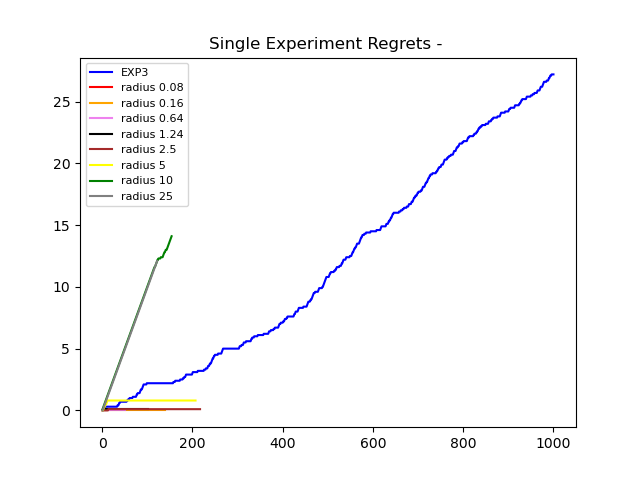 Single Experiment Regrets -
EXP3
radius 0.08
radius 0.16
radius 0.64
radius 1.24
radius 2.5
radius 5
radius 10
radius 25
25
20
15
10
5
0
0 200 400 600 800 1000